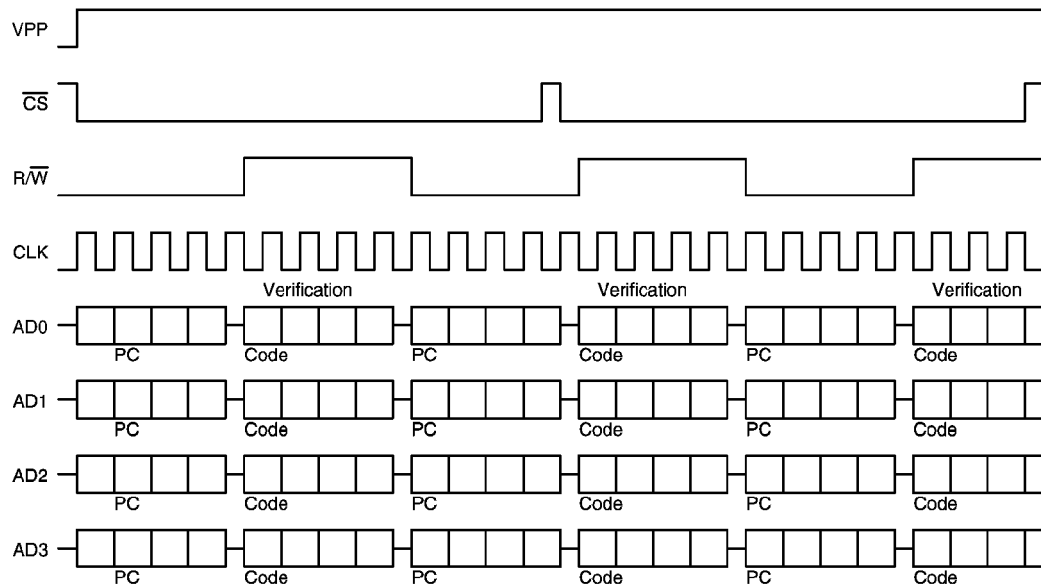 VPP
C̅S̅
R/W̅
CLK
Verification Verification Verification
AD0
PC Code PC Code PC Code
AD1
PC Code PC Code PC Code
AD2
PC Code PC Code PC Code
AD3
PC Code PC Code PC Code